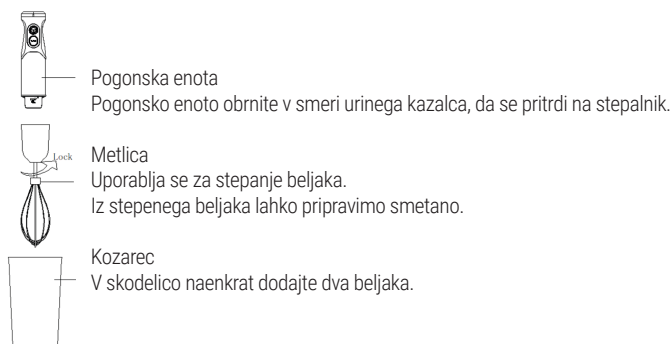 Pogonska enota
Pogonsko enoto obrnite v smeri urinega kazalca, da se pritrdi na stepalnik.
Lock
Metlica
Uporablja se za stepanje beljaka.
Iz stepenega beljaka lahko pripravimo smetano.
Kozarec
V skodelico naenkrat dodajte dva beljaka.